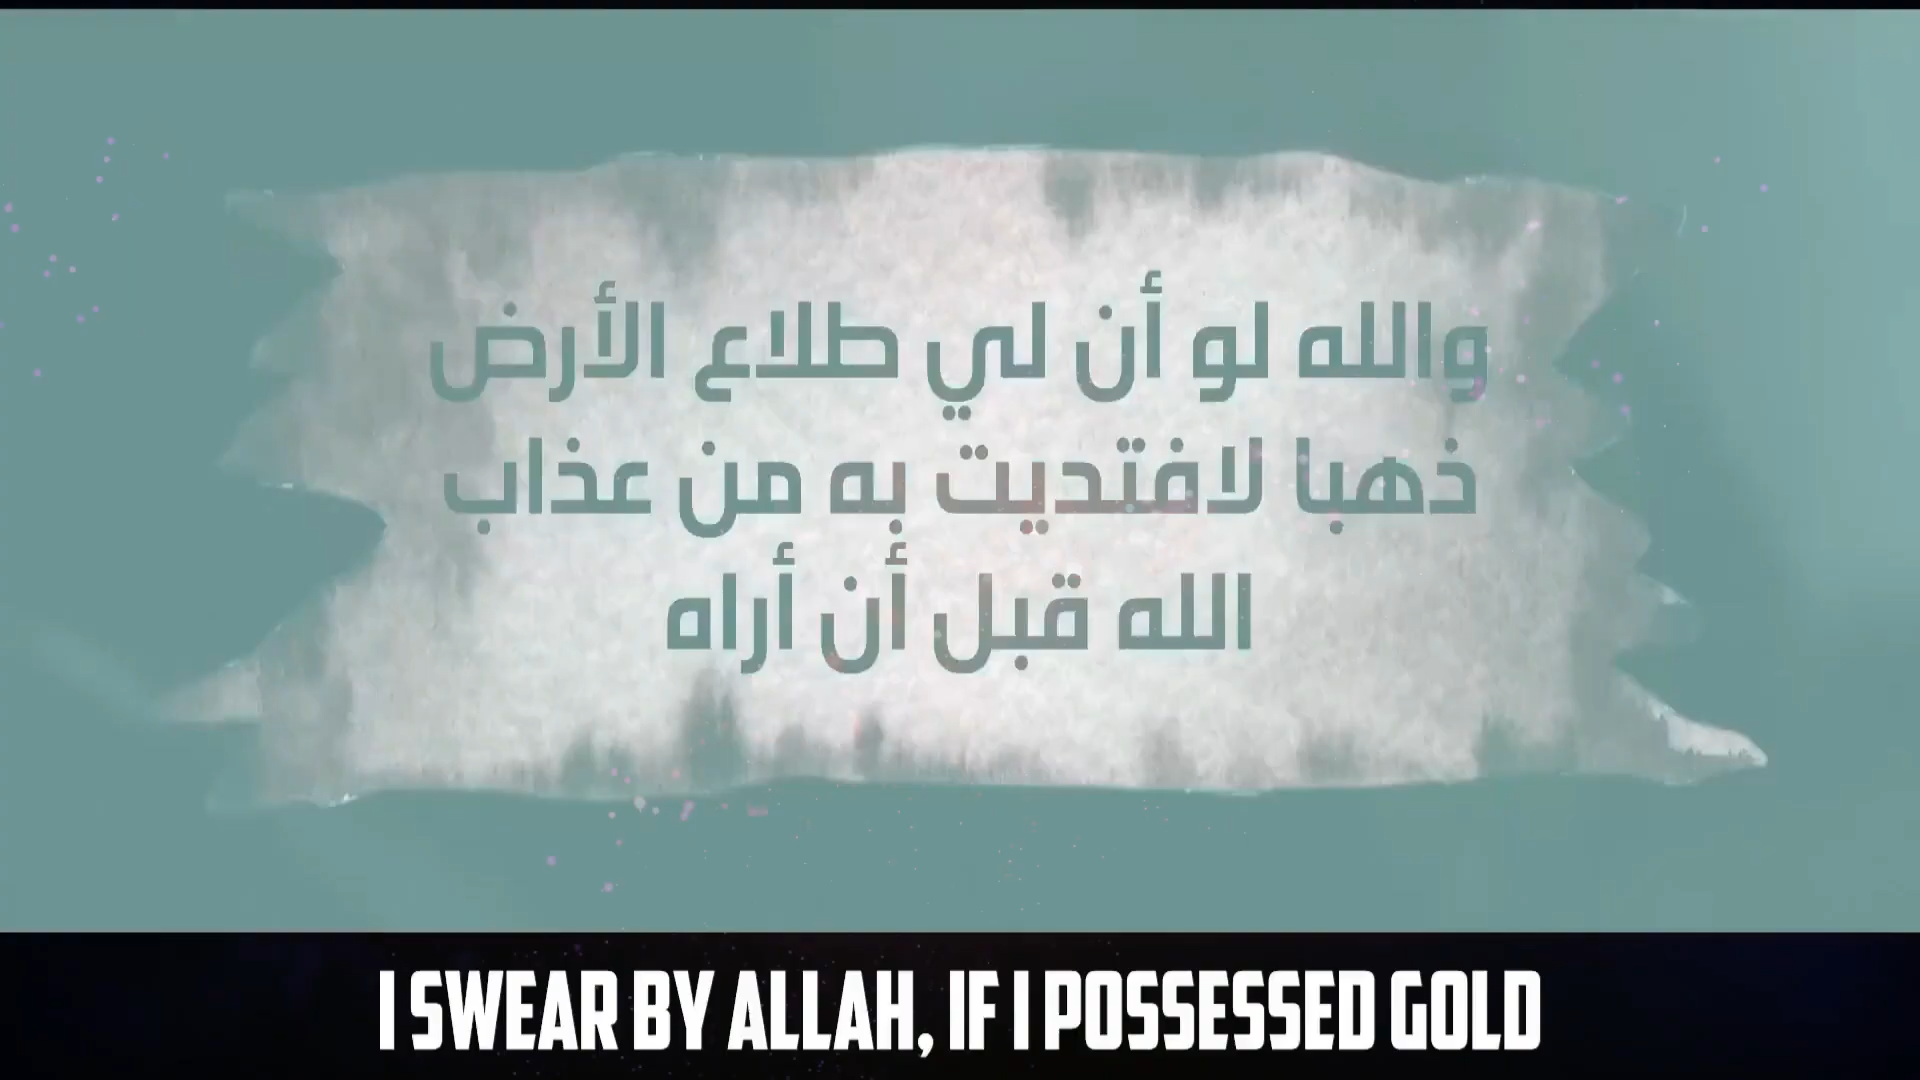 والله لو أن لي طلاع الأرض
ذهبا لافتديت به من عذاب
الله قبل أن أراه
I SWEAR BY ALLAH, IF I POSSESSED GOLD